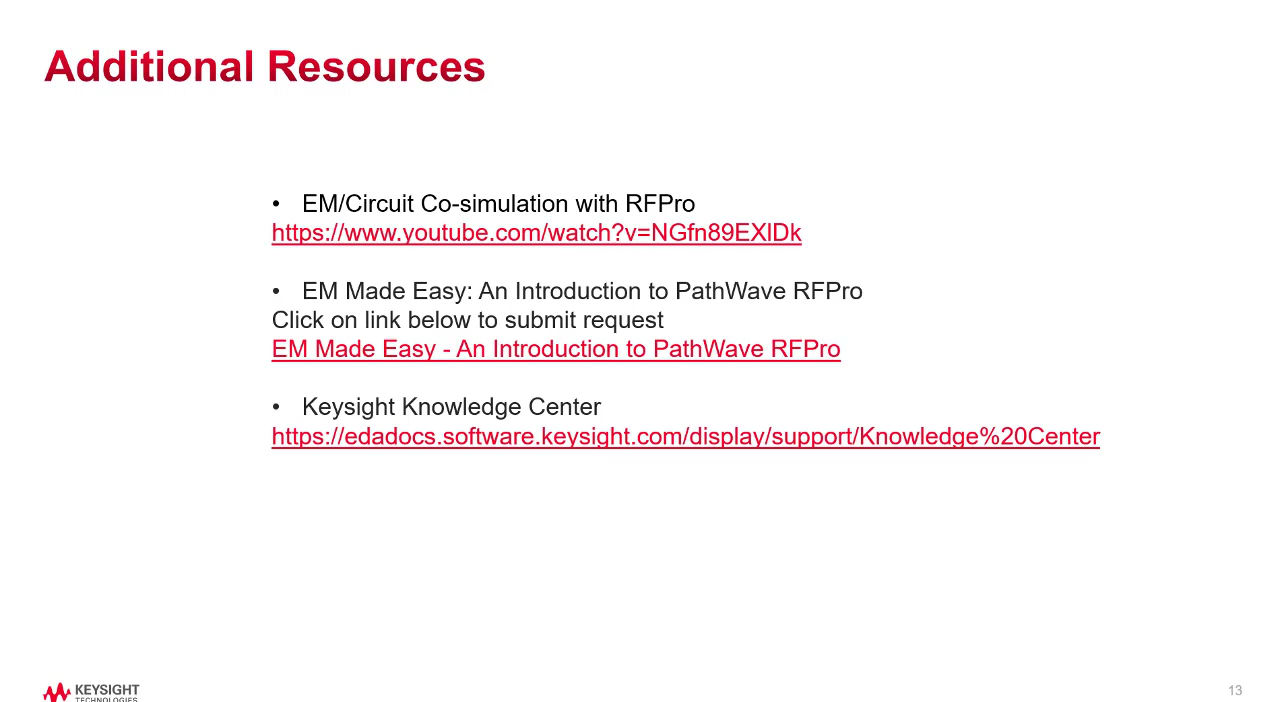 Additional Resources
• EM/Circuit Co-simulation with RFPro
https://www.youtube.com/watch?v=NGfn89EXlDk
• EM Made Easy: An Introduction to PathWave RFPro
Click on link below to submit request
EM Made Easy - An Introduction to PathWave RFPro
• Keysight Knowledge Center
https://edadocs.software.keysight.com/display/support/Knowledge%20Center
KEYSIGHT
TECHNOLOGIES
13